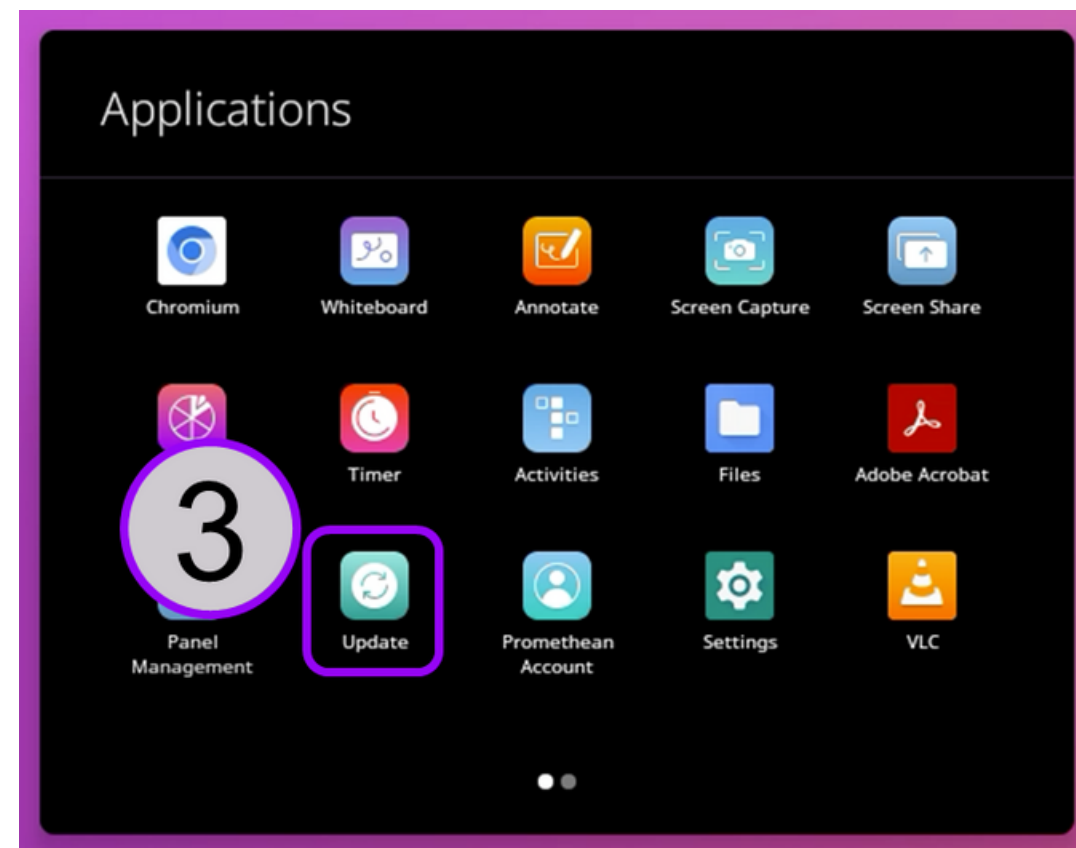 Applications
Chromium
Whiteboard
Annotate
Screen Capture
Screen Share
Timer
Activities
Files
Adobe Acrobat
3
Panel
Management
Update
Promethean
Account
Settings
VLC